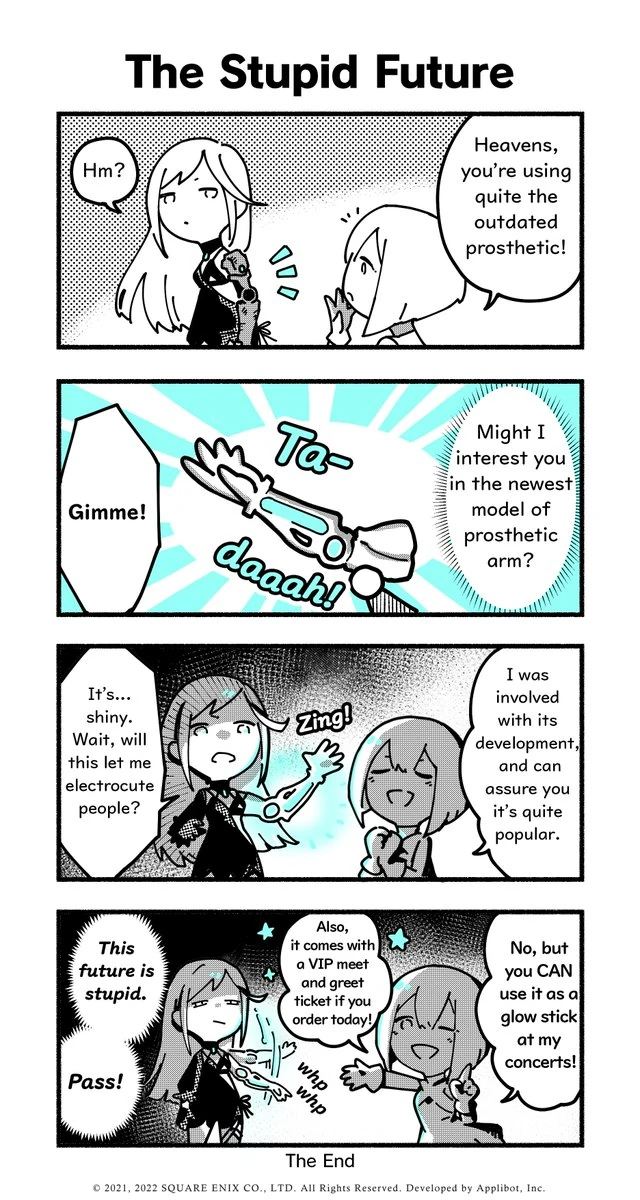 The Stupid Future
Heavens,
you're using
quite the
outdated
prosthetic!
Hm?
Might I
interest you
in the newest
model of
prosthetic
arm?
Ta-
daaah!
Gimme!
I was
involved
with its
development,
and can
assure you
it's quite
popular.
Zing!
It's...
shiny.
Wait, will
this let me
electrocute
people?
No, but
you CAN
use it as a
glow stick
at my
concerts!
Also,
it comes with
a VIP meet
and greet
ticket if you
order today!
whp
whp
This
future is
stupid.
Pass!
The End
© 2021, 2022 SQUARE ENIX CO., LTD. All Rights Reserved. Developed by Applibot, Inc.